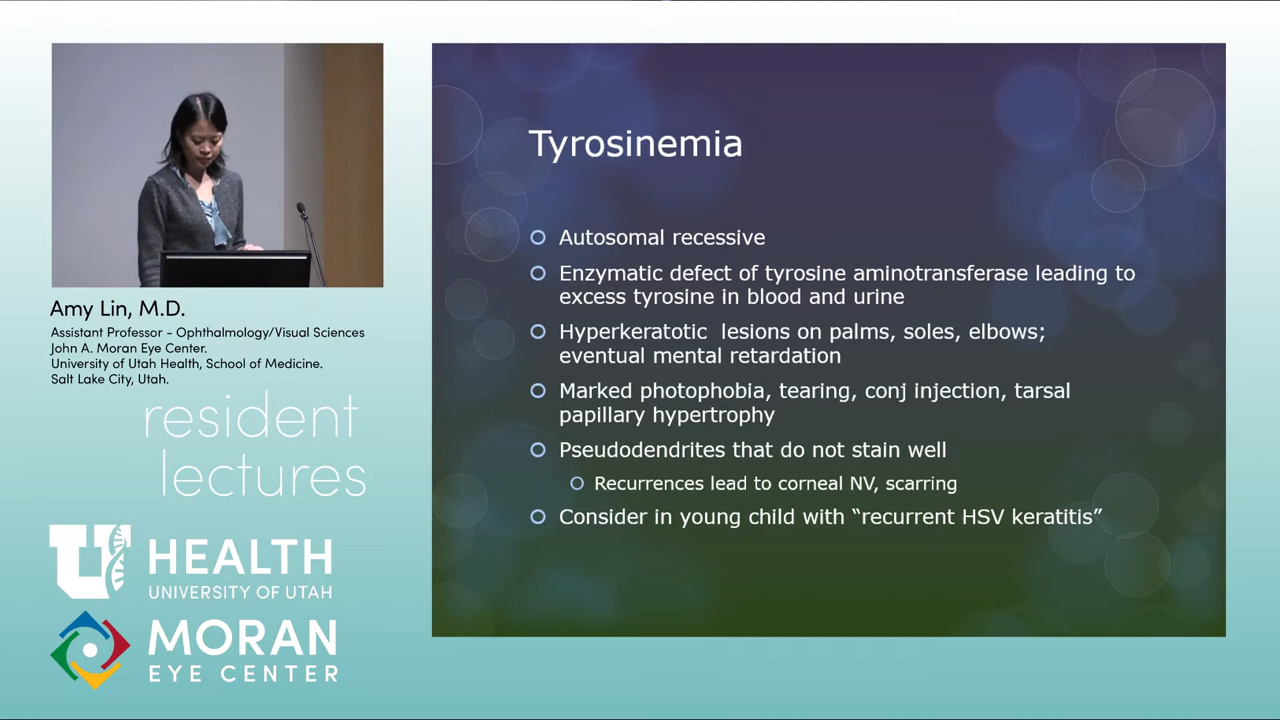 Amy Lin, M.D.
Assistant Professor - Ophthalmology/Visual Sciences
John A. Moran Eye Center.
University of Utah Health, School of Medicine.
Salt Lake City, Utah.
resident
lectures
U HEALTH
UNIVERSITY OF UTAH
MORAN
EYE CENTER
Tyrosinemia
Autosomal recessive
Enzymatic defect of tyrosine aminotransferase leading to
excess tyrosine in blood and urine
Hyperkeratotic lesions on palms, soles, elbows;
eventual mental retardation
Marked photophobia, tearing, conj injection, tarsal
papillary hypertrophy
Pseudodendrites that do not stain well
Recurrences lead to corneal NV, scarring
Consider in young child with “recurrent HSV keratitis”